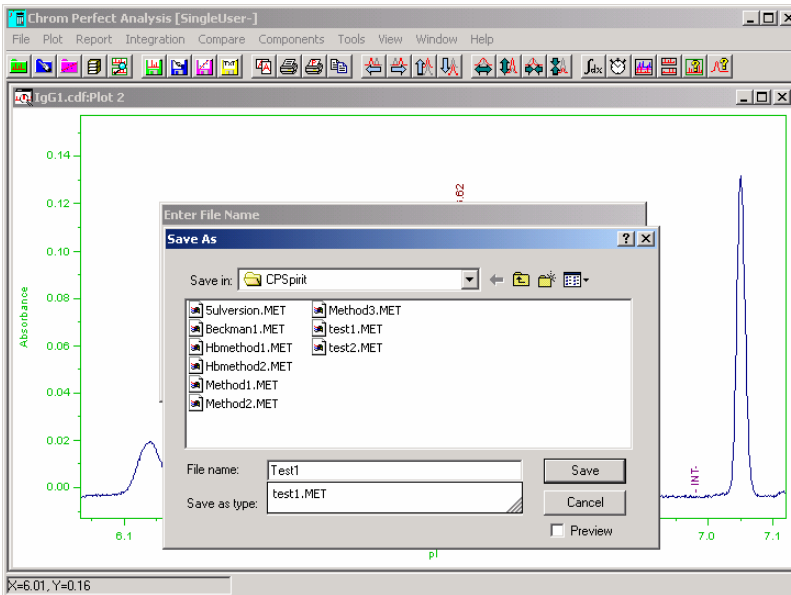 Chrom Perfect Analysis [SingleUser-]
File Plot Report Integration Compare Components Tools View Window Help
IgG1.cdf:Plot 2
0.14
0.12
0.10
0.08
0.06
0.04
0.02
0.00
Absorbance
.62
Enter File Name
Save As
Save in: CPSpirit
5ulversion.MET Method3.MET
Beckman1.MET test1.MET
Hbmethod1.MET test2.MET
Hbmethod2.MET
Method1.MET
Method2.MET
File name: Test1 Save
Save as type: test1.MET Cancel
Preview
- INT-
6.1 7.0 7.1
pI
X=6.01, Y=0.16